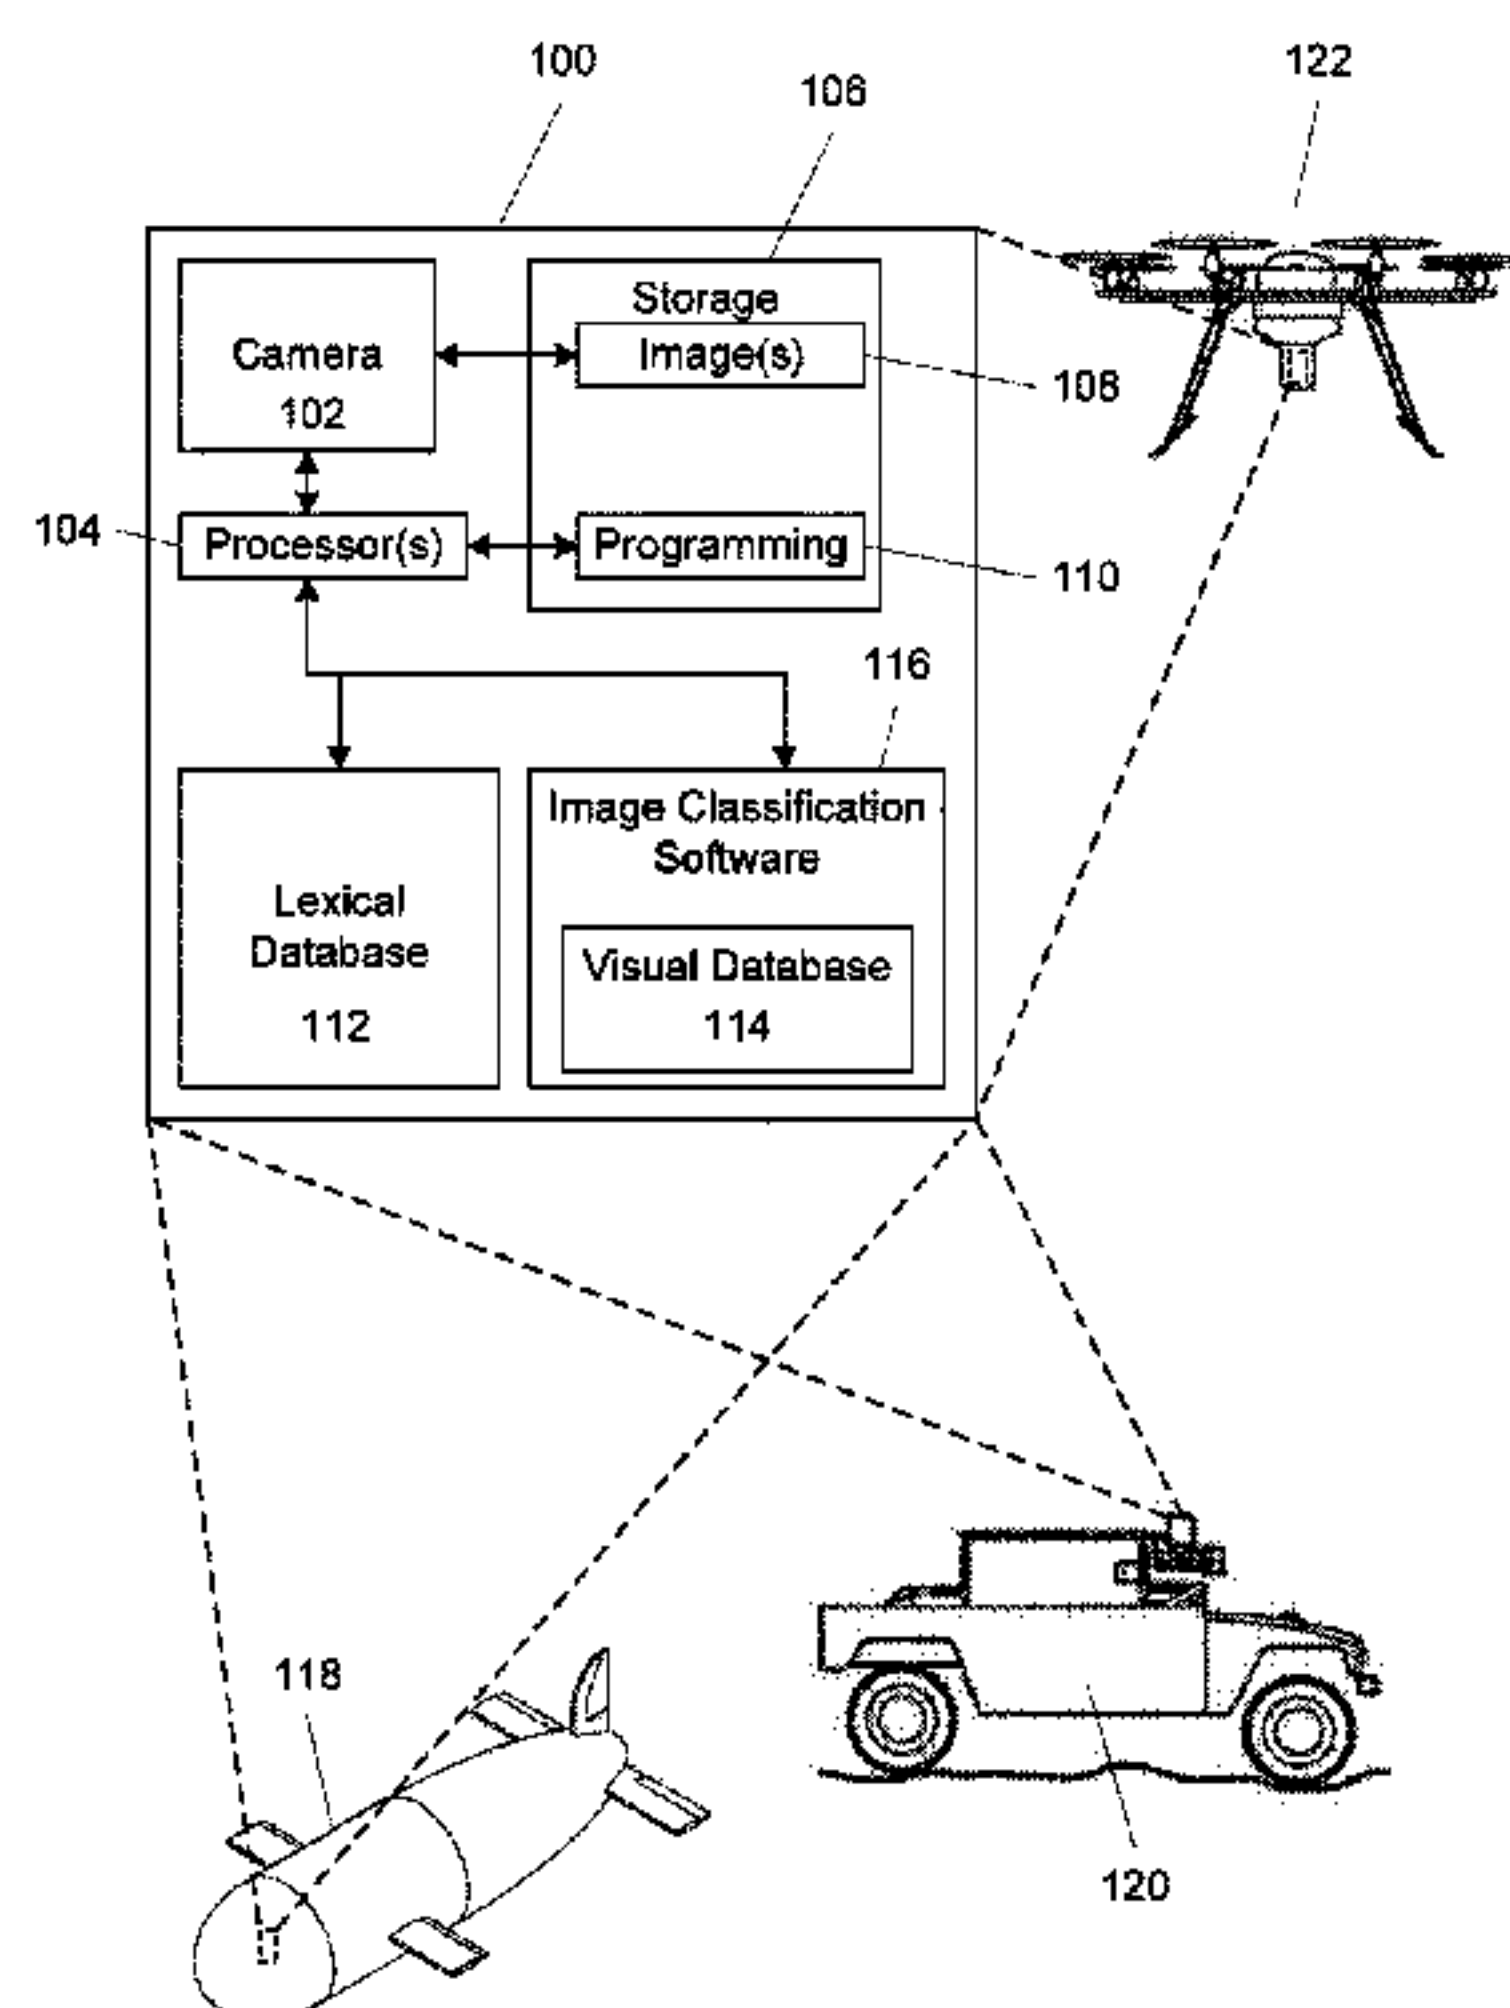 100
122
106
Storage
Camera
102
Image(s)
108
104
Processor(s)
Programming
110
116
Image Classification
Software
Lexical
Database
112
Visual Database
114
118
120